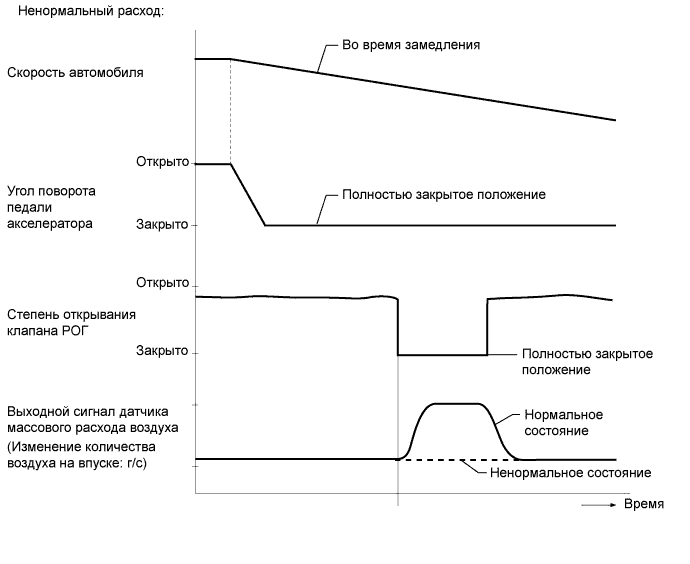 Ненормальный расход:
Во время замедления
Скорость автомобиля
Открыто
Угол поворота
педали
акселератора
Полностью закрытое положение
Закрыто
Открыто
Степень открывания
клапана РОГ
Закрыто
Полностью закрытое
положение
Выходной сигнал датчика
массового расхода воздуха
(Изменение количества
воздуха на впуске: г/с)
Нормальное
состояние
Ненормальное состояние
Время